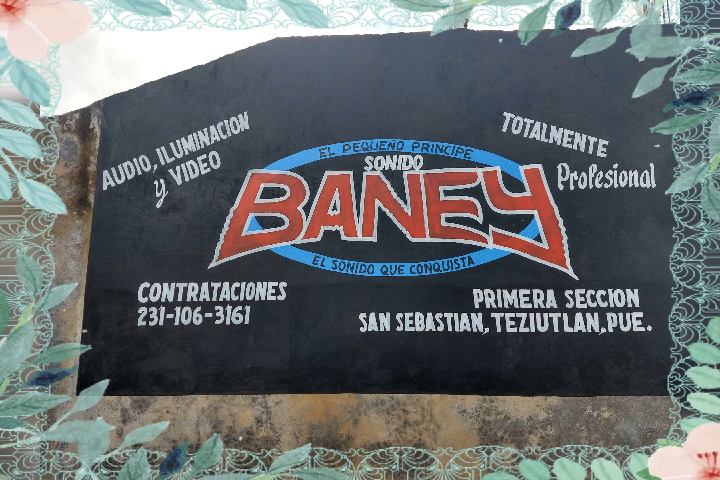 AUDIO, ILUMINACION
y VIDEO
EL PEQUEÑO PRINCIPE
SONIDO
BANEY
EL SONIDO QUE CONQUISTA
TOTALMENTE
Profesional
CONTRATACIONES
231-106-3161
PRIMERA SECCION
SAN SEBASTIAN, TEZIUTLAN, PUE.